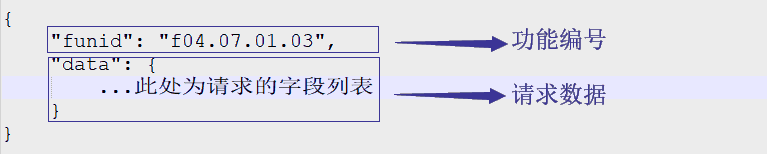 {
"funid": "f04.07.01.03", 功能编号
"data": {
...此处为请求的字段列表 请求数据
}
}